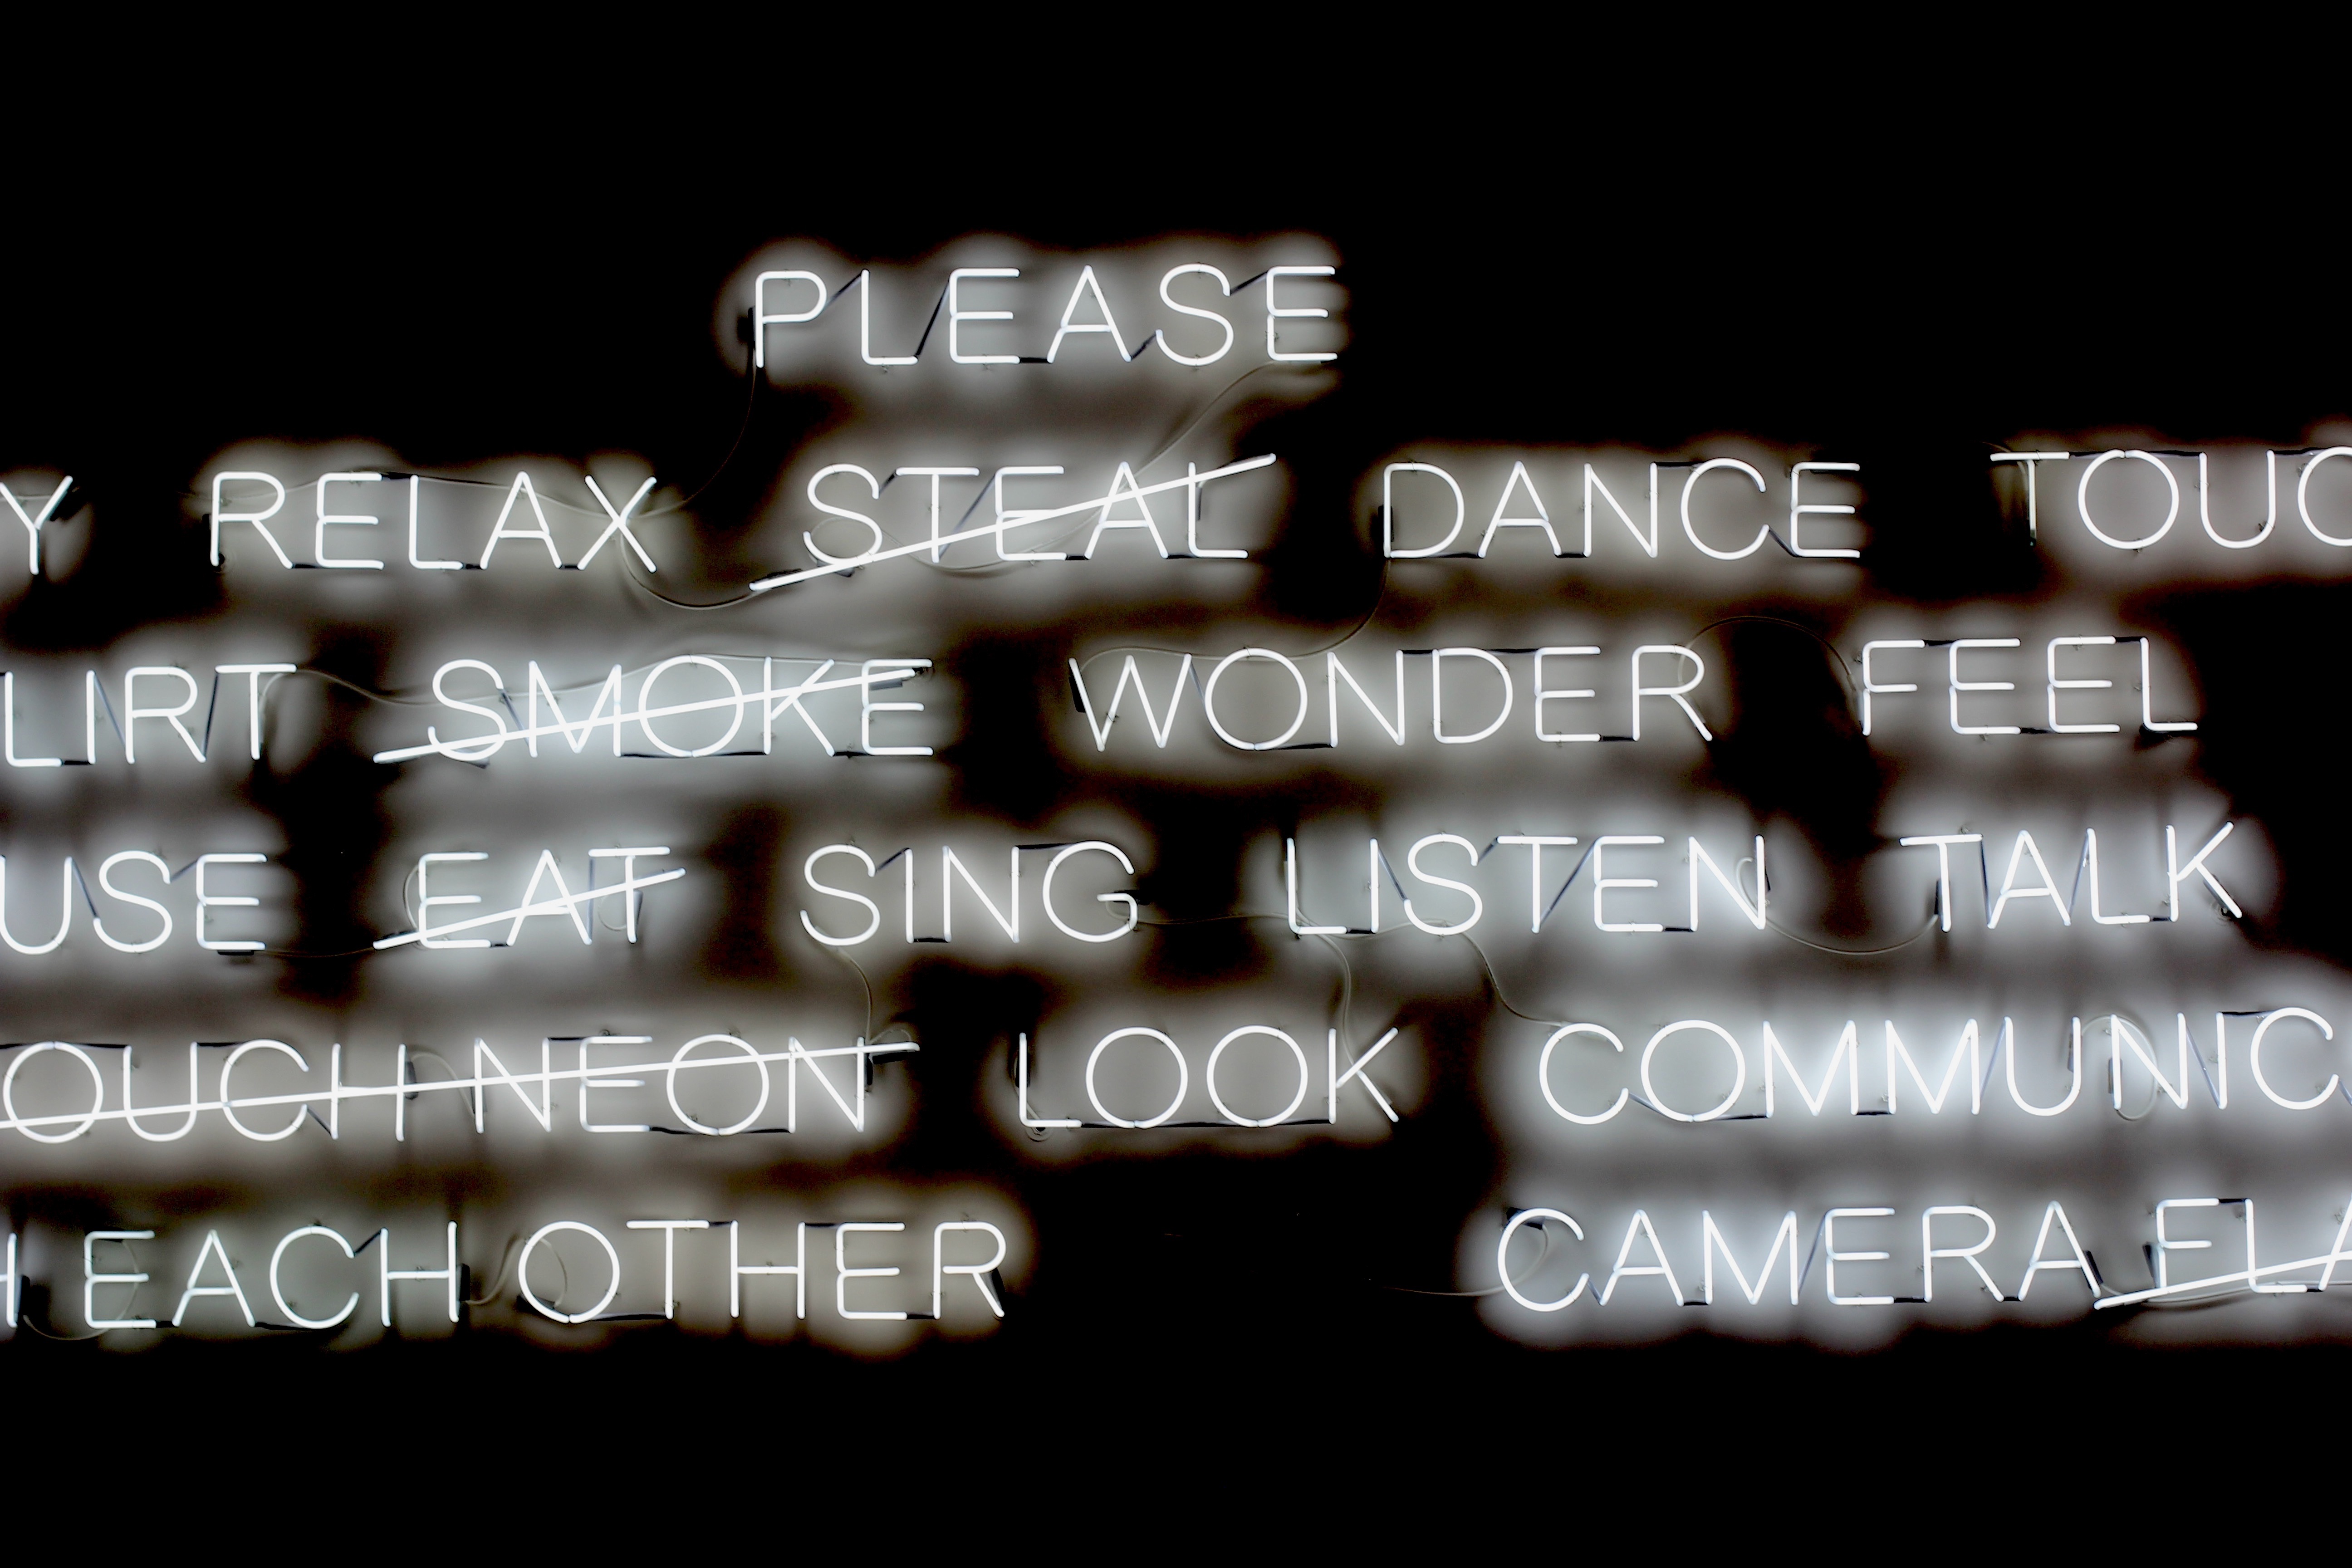 PLEASE
Y RELAX STEAL DANCE TOUC
LIRT SMOKE WONDER FEEL
USE EAT SING LISTEN TALK
OUCH NEON LOOK COMMUNIC
H EACH OTHER CAMERA FLA